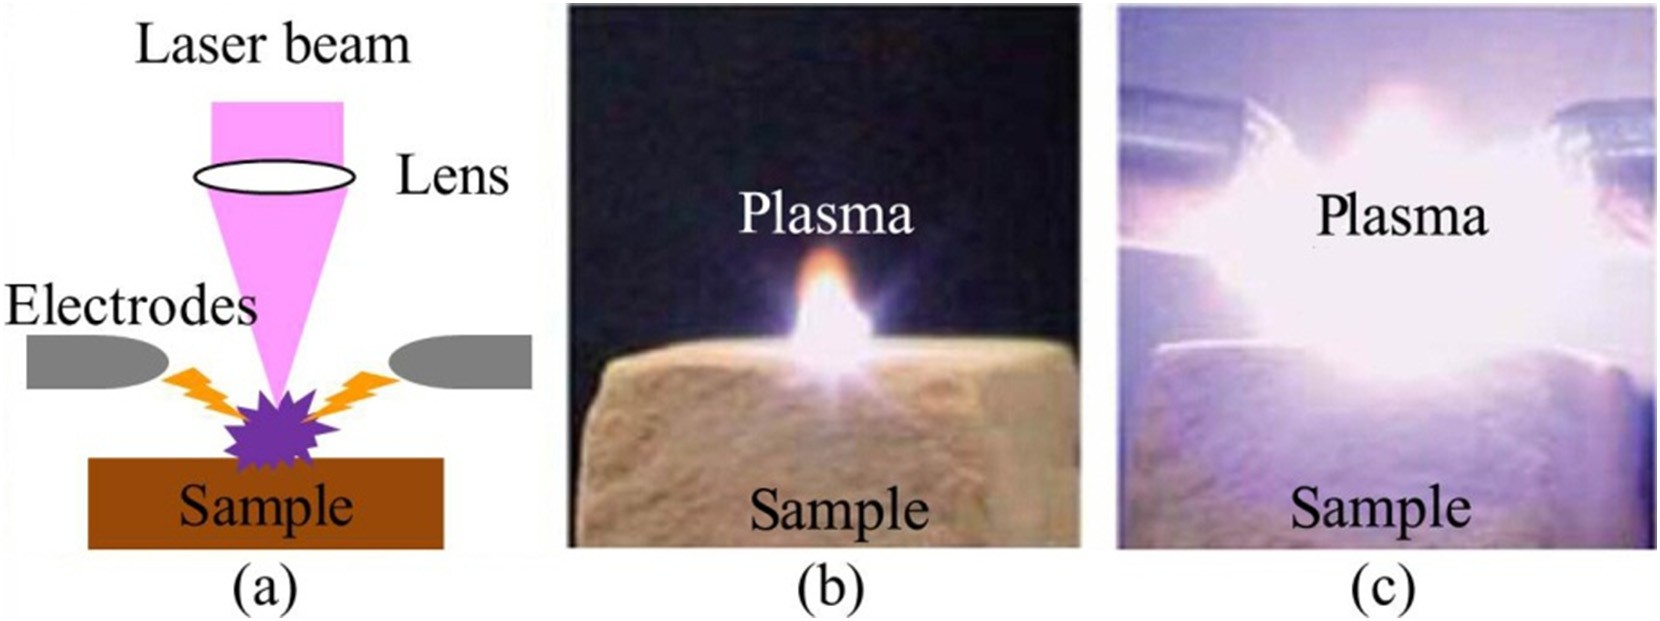 Laser beam
Lens
Electrodes
Sample
(a)
Plasma
Sample
(b)
Plasma
Sample
(c)